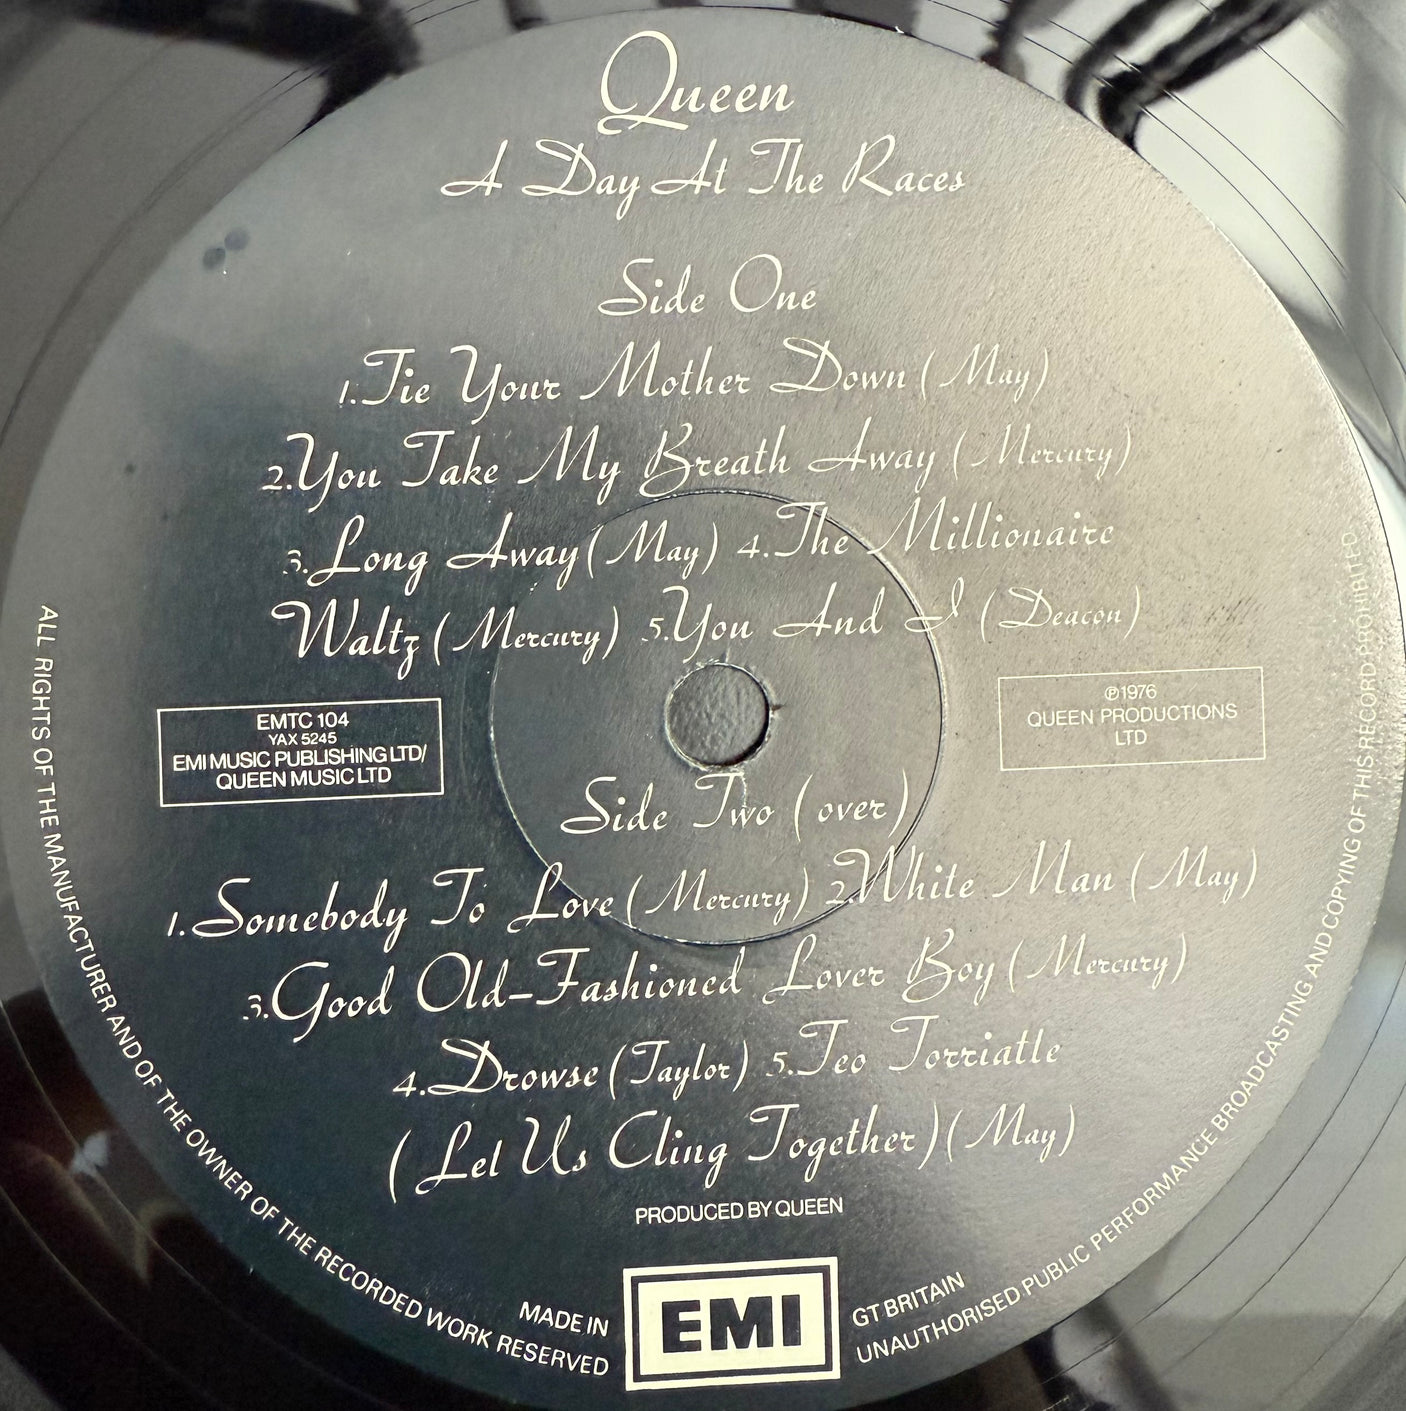 Queen
A Day At The Races
Side One
1. Tie Your Mother Down (May)
2. You Take My Breath Away (Mercury)
3. Long Away (May) 4. The Millionaire
Waltz (Mercury) 5. You And I (Deacon)
EMTC 104
YAX 5245
EMI MUSIC PUBLISHING LTD/
QUEEN MUSIC LTD
℗1976
QUEEN PRODUCTIONS
LTD
Side Two (over)
1. Somebody To Love (Mercury) 2. White Man (May)
3. Good Old-Fashioned Lover Boy (Mercury)
4. Drowse (Taylor) 5. Teo Torriatte
(Let Us Cling Together) (May)
PRODUCED BY QUEEN
MADE IN
EMI
GT BRITAIN
ALL RIGHTS OF THE MANUFACTURER AND OF THE OWNER OF THE RECORDED WORK RESERVED
UNAUTHORISED PUBLIC PERFORMANCE BROADCASTING AND COPYING OF THIS RECORD PROHIBITED